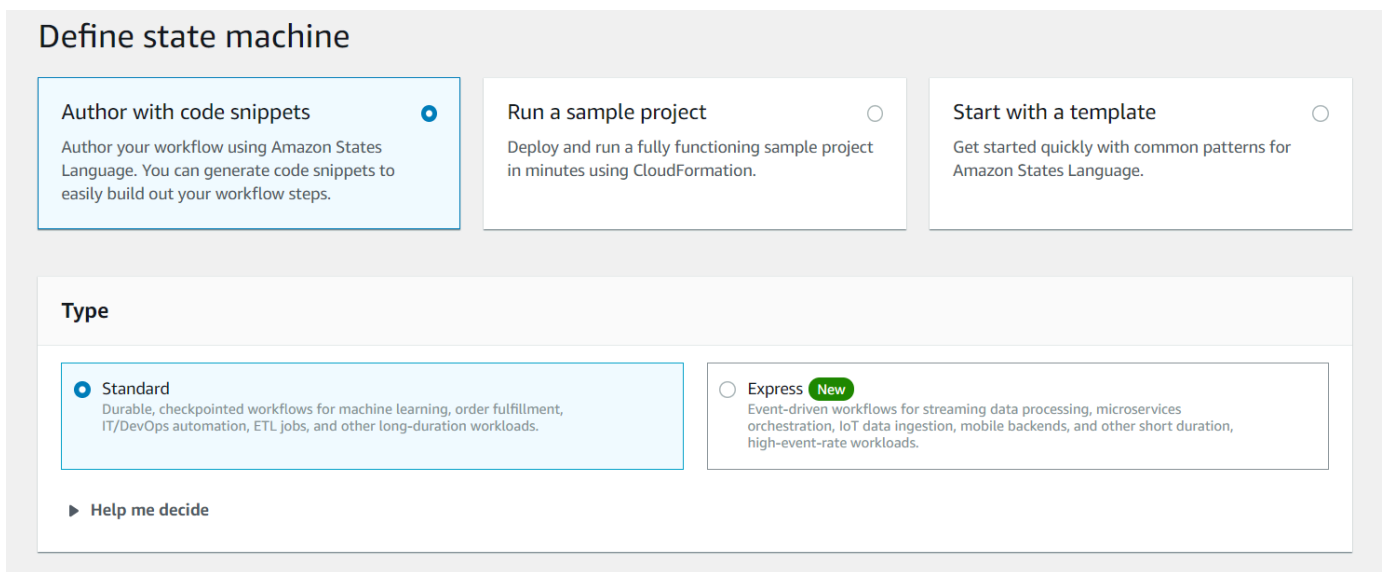 Define state machine
Author with code snippets
Author your workflow using Amazon States
Language. You can generate code snippets to
easily build out your workflow steps.
Run a sample project
Deploy and run a fully functioning sample project
in minutes using CloudFormation.
Start with a template
Get started quickly with common patterns for
Amazon States Language.
Type
Standard
Durable, checkpointed workflows for machine learning, order fulfillment,
IT/DevOps automation, ETL jobs, and other long-duration workloads.
Express New
Event-driven workflows for streaming data processing, microservices
orchestration, IoT data ingestion, mobile backends, and other short duration,
high-event-rate workloads.
Help me decide